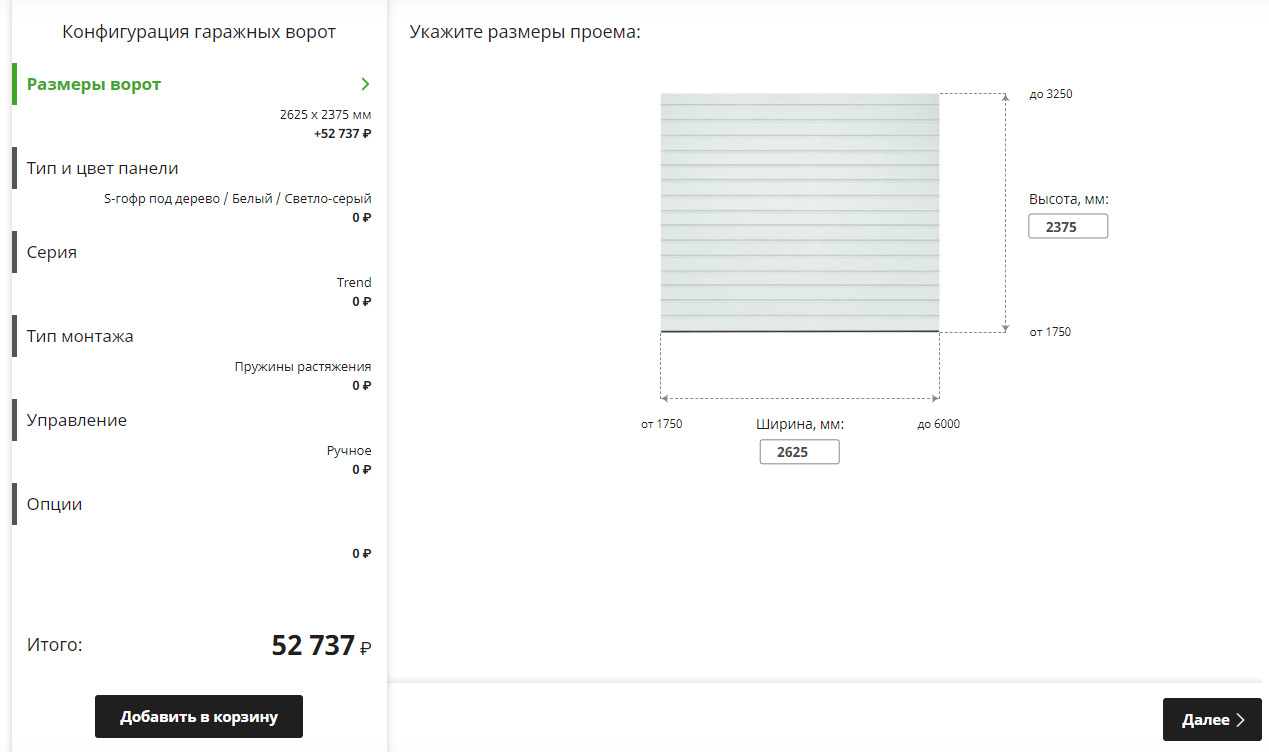 Конфигурация гаражных ворот
Размеры ворот
2625 x 2375 мм
+52 737 ₽
Тип и цвет панели
S-гофр под дерево / Белый / Светло-серый
0 ₽
Серия
Trend
0 ₽
Тип монтажа
Пружины растяжения
0 ₽
Управление
Ручное
0 ₽
Опции
0 ₽
Итого: 52 737 ₽
Добавить в корзину
Укажите размеры проема:
до 3250
Высота, мм:
2375
от 1750
от 1750 Ширина, мм: до 6000
2625
Далее